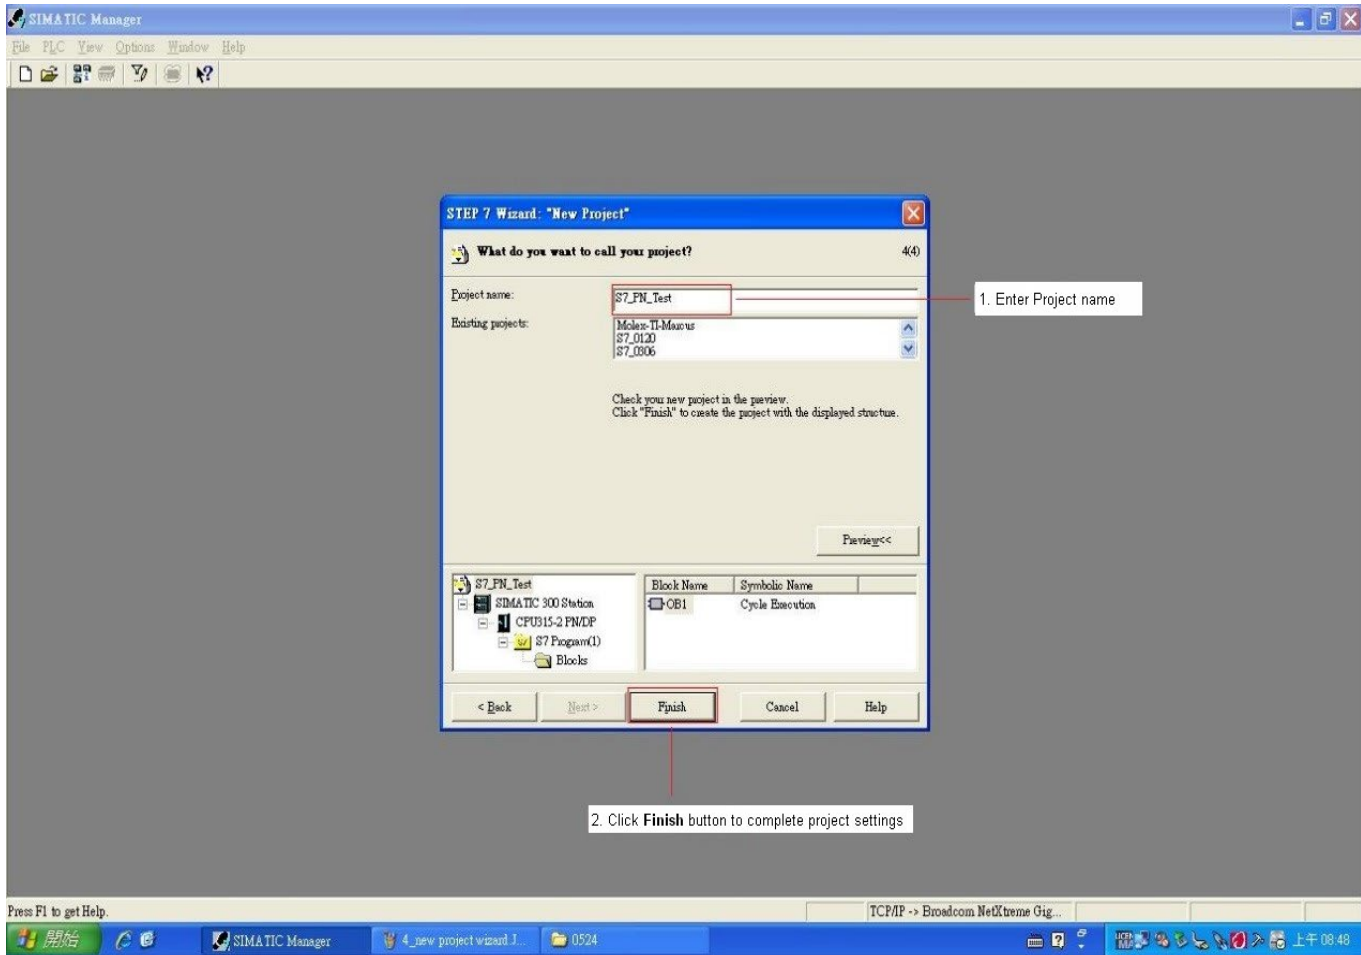 SIMATIC Manager
File PLC View Options Window Help
STEP 7 Wizard: "New Project"
What do you want to call your project? 4(4)
Project name: S7_PN_Test
1. Enter Project name
Existing projects: Molex-TI-Marcus
S7_0120
S7_0306
Check your new project in the preview.
Click "Finish" to create the project with the displayed structure.
Preview<<
S7_PN_Test
SIMATIC 300 Station
CPU315-2 PN/DP
S7 Program(1)
Blocks
Block Name Symbolic Name
OB1 Cycle Execution
< Back Next > Finish Cancel Help
2. Click Finish button to complete project settings
Press F1 to get Help. TCP/IP -> Broadcom NetXtreme Gig...
開始 SIMATIC Manager 4_new project wizard J... 0524 上午 08:48